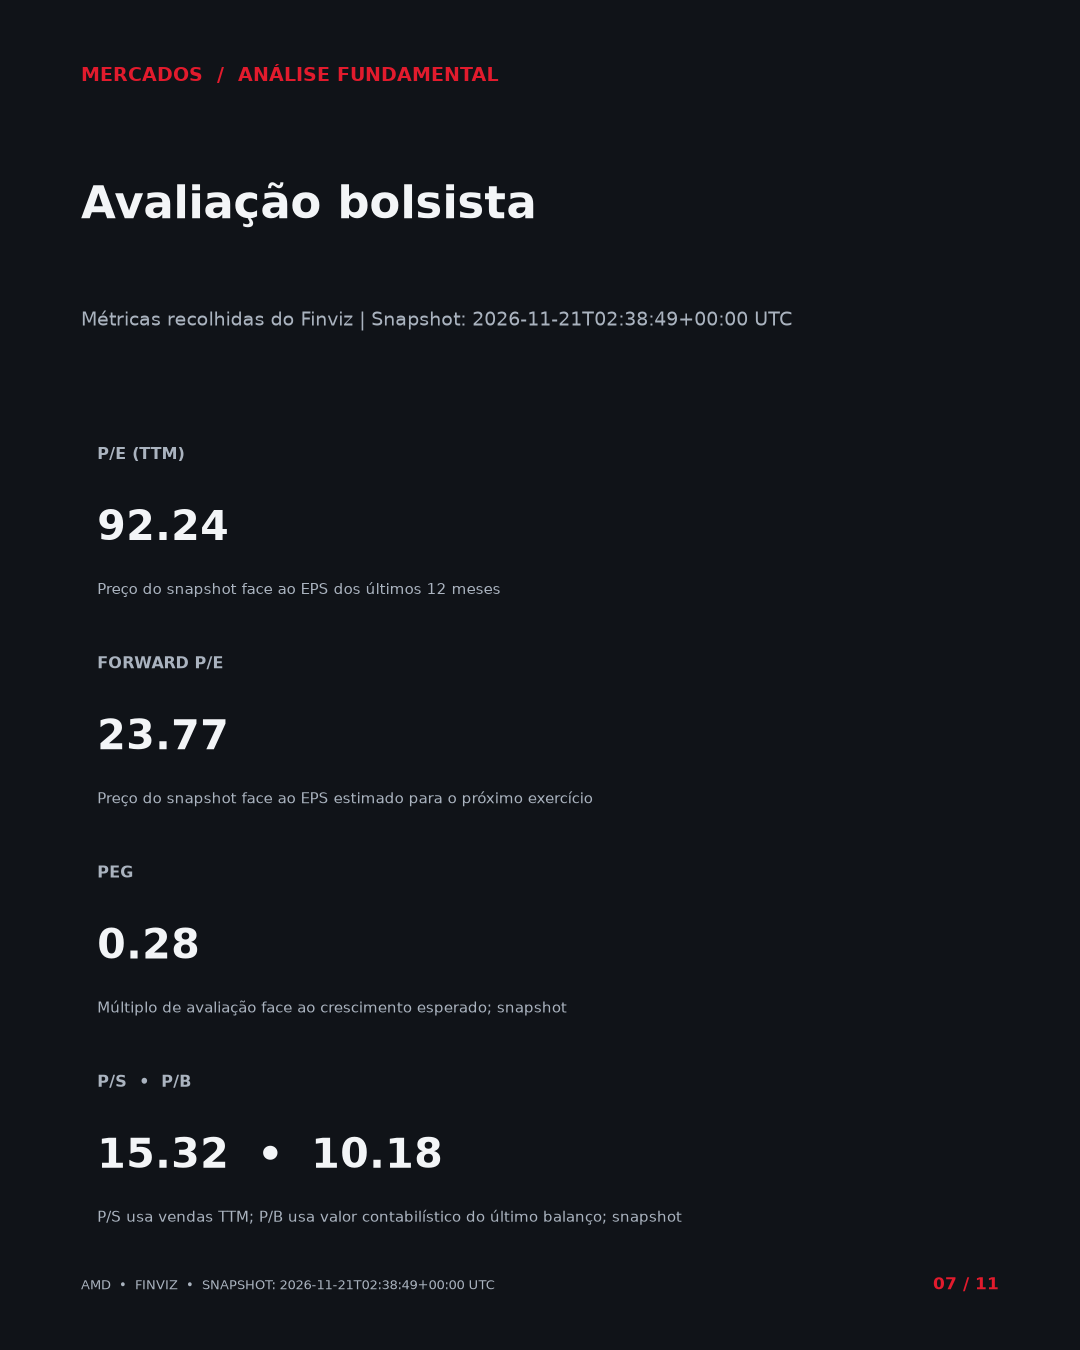 MERCADOS / ANÁLISE FUNDAMENTAL
Avaliação bolsista
Métricas recolhidas do Finviz | Snapshot: 2026-11-21T02:38:49+00:00 UTC
P/E (TTM)
92.24
Preço do snapshot face ao EPS dos últimos 12 meses
FORWARD P/E
23.77
Preço do snapshot face ao EPS estimado para o próximo exercício
PEG
0.28
Múltiplo de avaliação face ao crescimento esperado; snapshot
P/S • P/B
15.32 • 10.18
P/S usa vendas TTM; P/B usa valor contabilístico do último balanço; snapshot
AMD • FINVIZ • SNAPSHOT: 2026-11-21T02:38:49+00:00 UTC
07 / 11